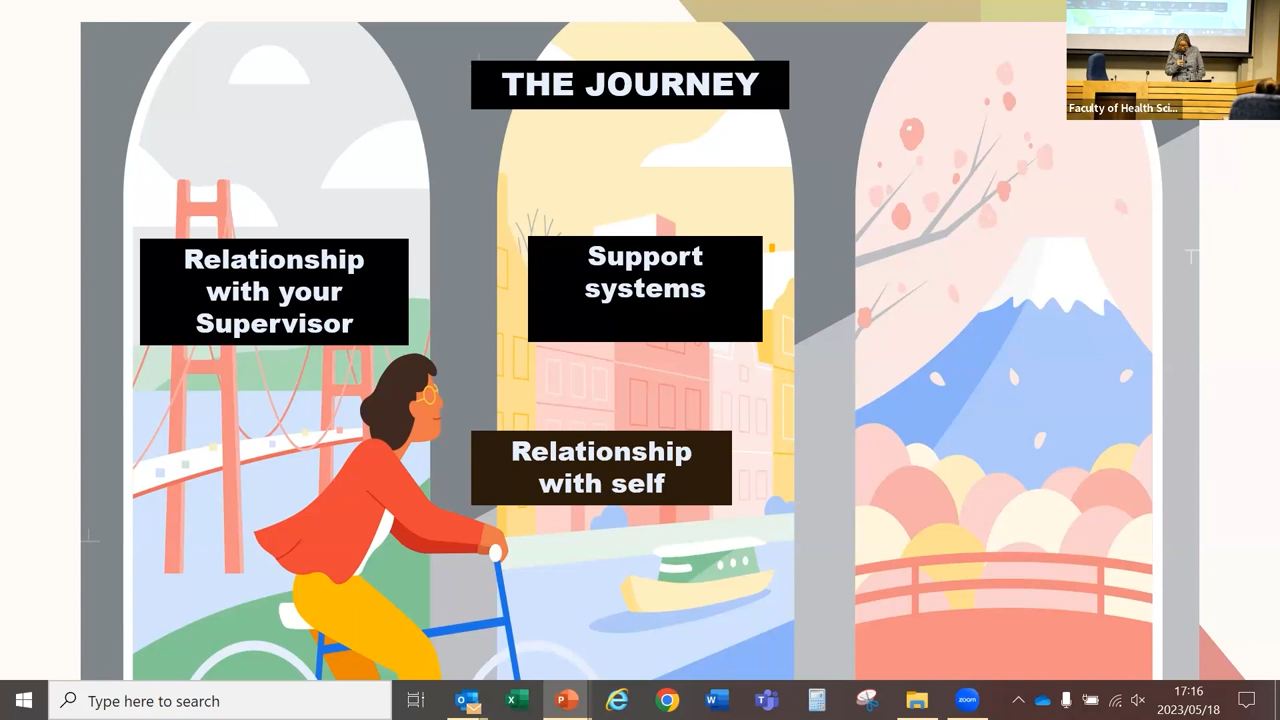 THE JOURNEY
Faculty of Health Sci...
Relationship
with your
Supervisor
Support
systems
Relationship
with self
Type here to search
zoom
17:16
2023/05/18